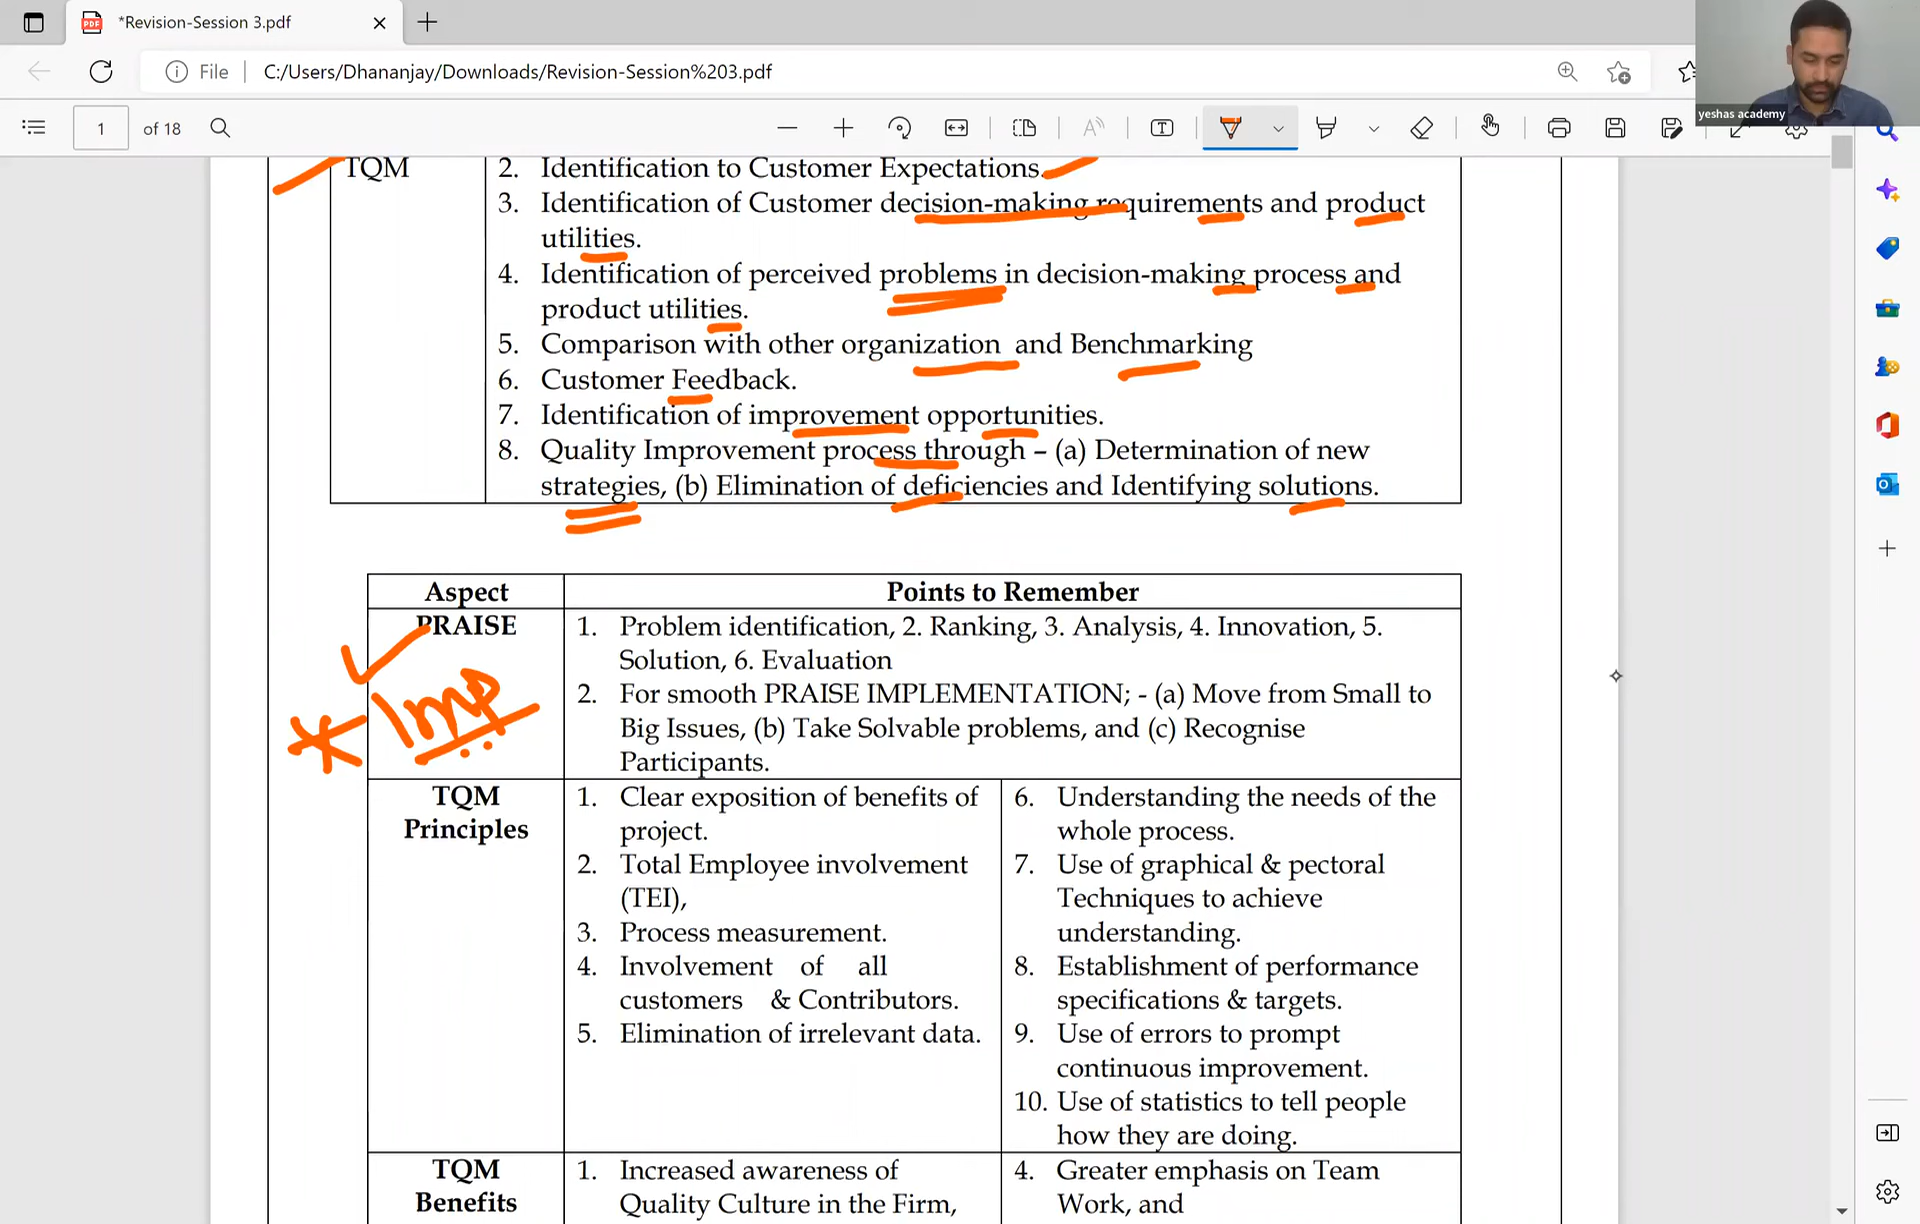 *Revision-Session 3.pdf
File
C:/Users/Dhananjay/Downloads/Revision-Session%203.pdf
yeshas academy
1 of 18
TQM
2. Identification to Customer Expectations.
3. Identification of Customer decision-making requirements and product
utilities.
4. Identification of perceived problems in decision-making process and
product utilities.
5. Comparison with other organization and Benchmarking
6. Customer Feedback.
7. Identification of improvement opportunities.
8. Quality Improvement process through – (a) Determination of new
strategies, (b) Elimination of deficiencies and Identifying solutions.
Aspect
Points to Remember
PRAISE
Imp
1. Problem identification, 2. Ranking, 3. Analysis, 4. Innovation, 5.
Solution, 6. Evaluation
2. For smooth PRAISE IMPLEMENTATION; - (a) Move from Small to
Big Issues, (b) Take Solvable problems, and (c) Recognise
Participants.
TQM
Principles
1. Clear exposition of benefits of
project.
2. Total Employee involvement
(TEI),
3. Process measurement.
4. Involvement of all
customers & Contributors.
5. Elimination of irrelevant data.
6. Understanding the needs of the
whole process.
7. Use of graphical & pectoral
Techniques to achieve
understanding.
8. Establishment of performance
specifications & targets.
9. Use of errors to prompt
continuous improvement.
10. Use of statistics to tell people
how they are doing.
TQM
Benefits
1. Increased awareness of
Quality Culture in the Firm,
4. Greater emphasis on Team
Work, and